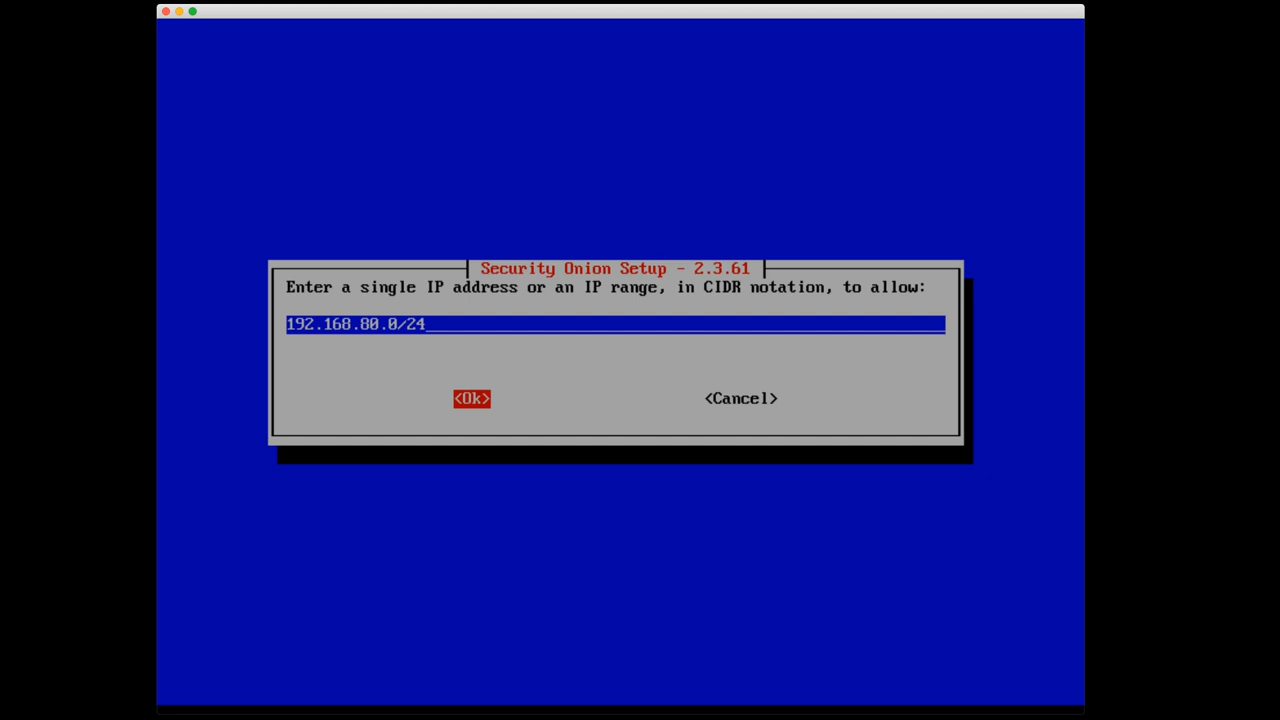 Security Onion Setup - 2.3.61
Enter a single IP address or an IP range, in CIDR notation, to allow:
192.168.80.0/24
<Ok> <Cancel>